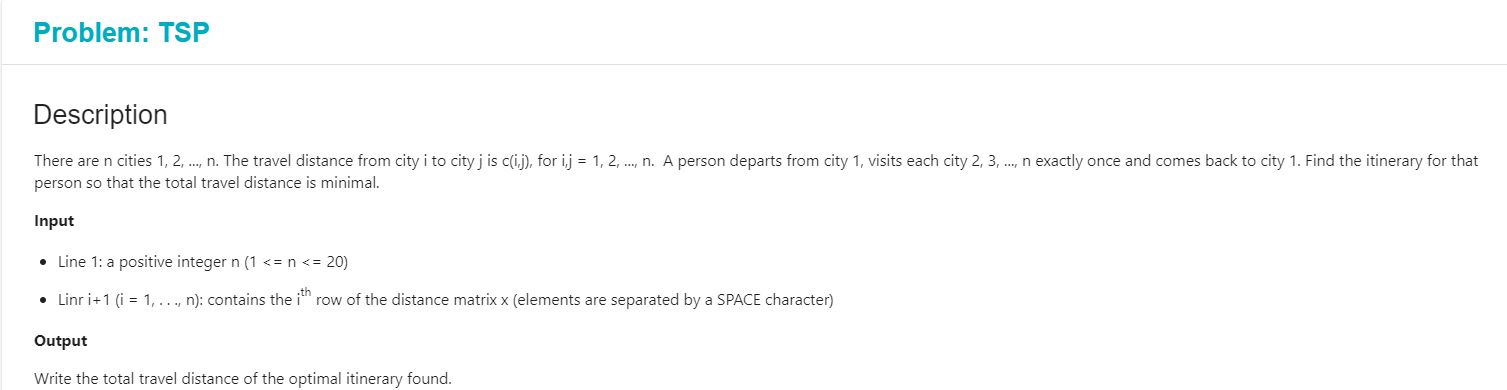 Problem: TSP
Description
There are n cities 1, 2, ..., n. The travel distance from city i to city j is c(i,j), for i,j = 1, 2, ..., n.  A person departs from city 1, visits each city 2, 3, ..., n exactly once and comes back to city 1. Find the itinerary for that
person so that the total travel distance is minimal.
Input
• Line 1: a positive integer n (1 <= n <= 20)
• Linr i+1 (i = 1, . . ., n): contains the ith row of the distance matrix x (elements are separated by a SPACE character)
Output
Write the total travel distance of the optimal itinerary found.